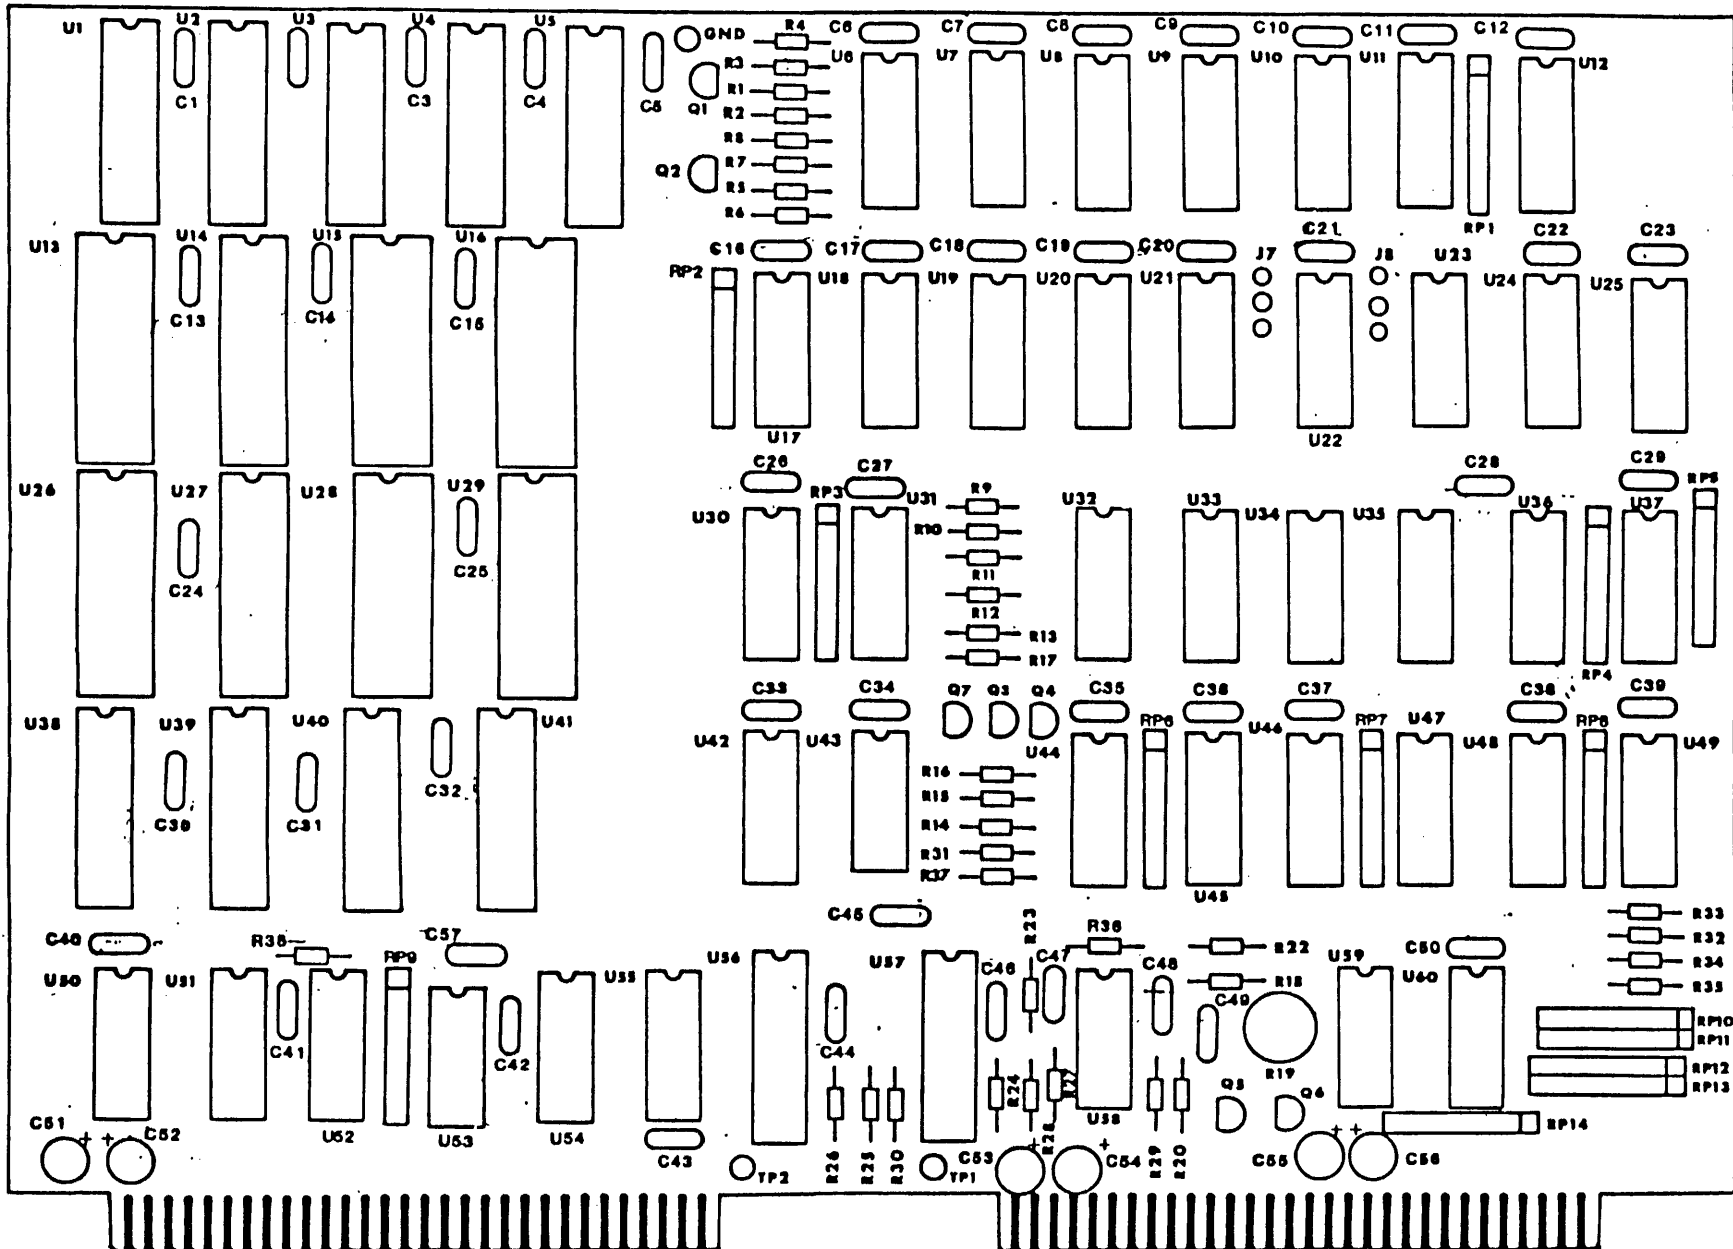 U1 U2 U3 U4 U5 GND R4 C6 C7 C8 C9 C10 C11 C12
R3 U6 U7 U8 U9 U10 U11 U12
C1 C3 C4 C5 Q1 R1
R2
R8
Q2 R7
R5
R6 RP1
U13 U14 U15 U16 C16 C17 C18 C19 C20 J7 C21 J8 U23 C22 C23
RP2 U18 U19 U20 U21 U24 U25
C13 C14 C15
U17 U22
U26 U27 U28 U29 C26 RP3 C27 U31 R9 U32 U33 U34 U35 C28 U36 C29 U37 RP5
U30 R10
C24 C25 R11
R12
R13
R17 RP4
U38 U39 U40 U41 C33 C34 Q7 Q3 Q4 C35 RP6 C36 U46 C37 RP7 U47 C38 RP8 C39
U42 U43 U44 U48 U49
C32 R16
R15
C30 C31 R14
R31
R37 U45
C45 R23 R33
C40 R38 C57 U56 U57 R36 R22 U59 C50 R32
U50 U51 RP9 U55 C46 C47 C48 R18 U60 R34
C49 R35
RP10
C41 C42 C44 RP11
R24 R27 R19 RP12
Q5 Q6 RP13
C51 C52 U52 U53 U54 U58 RP14
C43 TP2 R26 R25 R30 TP1 C53 R28 C54 R29 R20 C55 C56